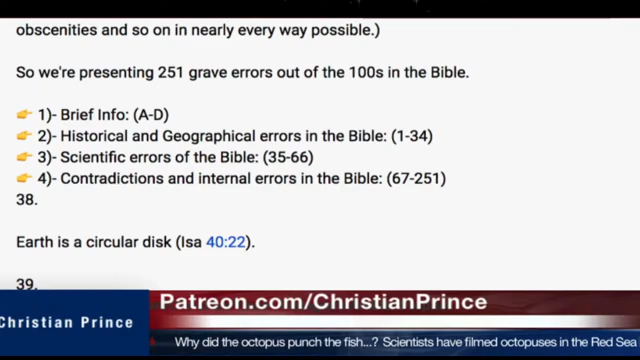 obscenities and so on in nearly every way possible.)
So we're presenting 251 grave errors out of the 100s in the Bible.
👉 1)- Brief Info: (A-D)
👉 2)- Historical and Geographical errors in the Bible: (1-34)
👉 3)- Scientific errors of the Bible: (35-66)
👉 4)- Contradictions and internal errors in the Bible: (67-251)
38.
Earth is a circular disk (Isa 40:22).
39.
Patreon.com/ChristianPrince
Christian Prince
Why did the octopus punch the fish...? Scientists have filmed octopuses in the Red Sea